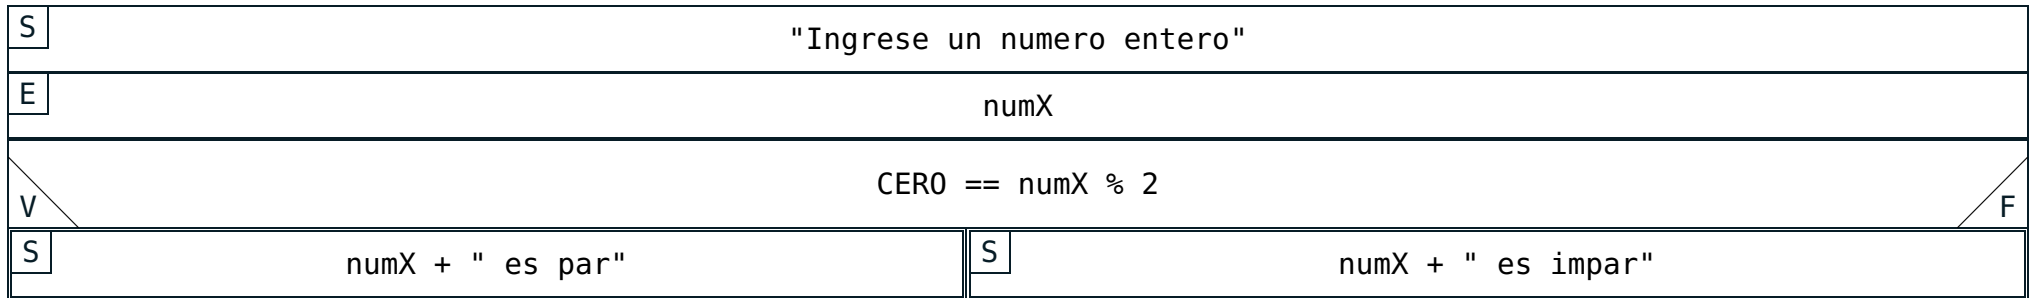 S
"Ingrese un numero entero"
E
numX
CERO == numX % 2
V
F
S
numX + " es par"
S
numX + " es impar"